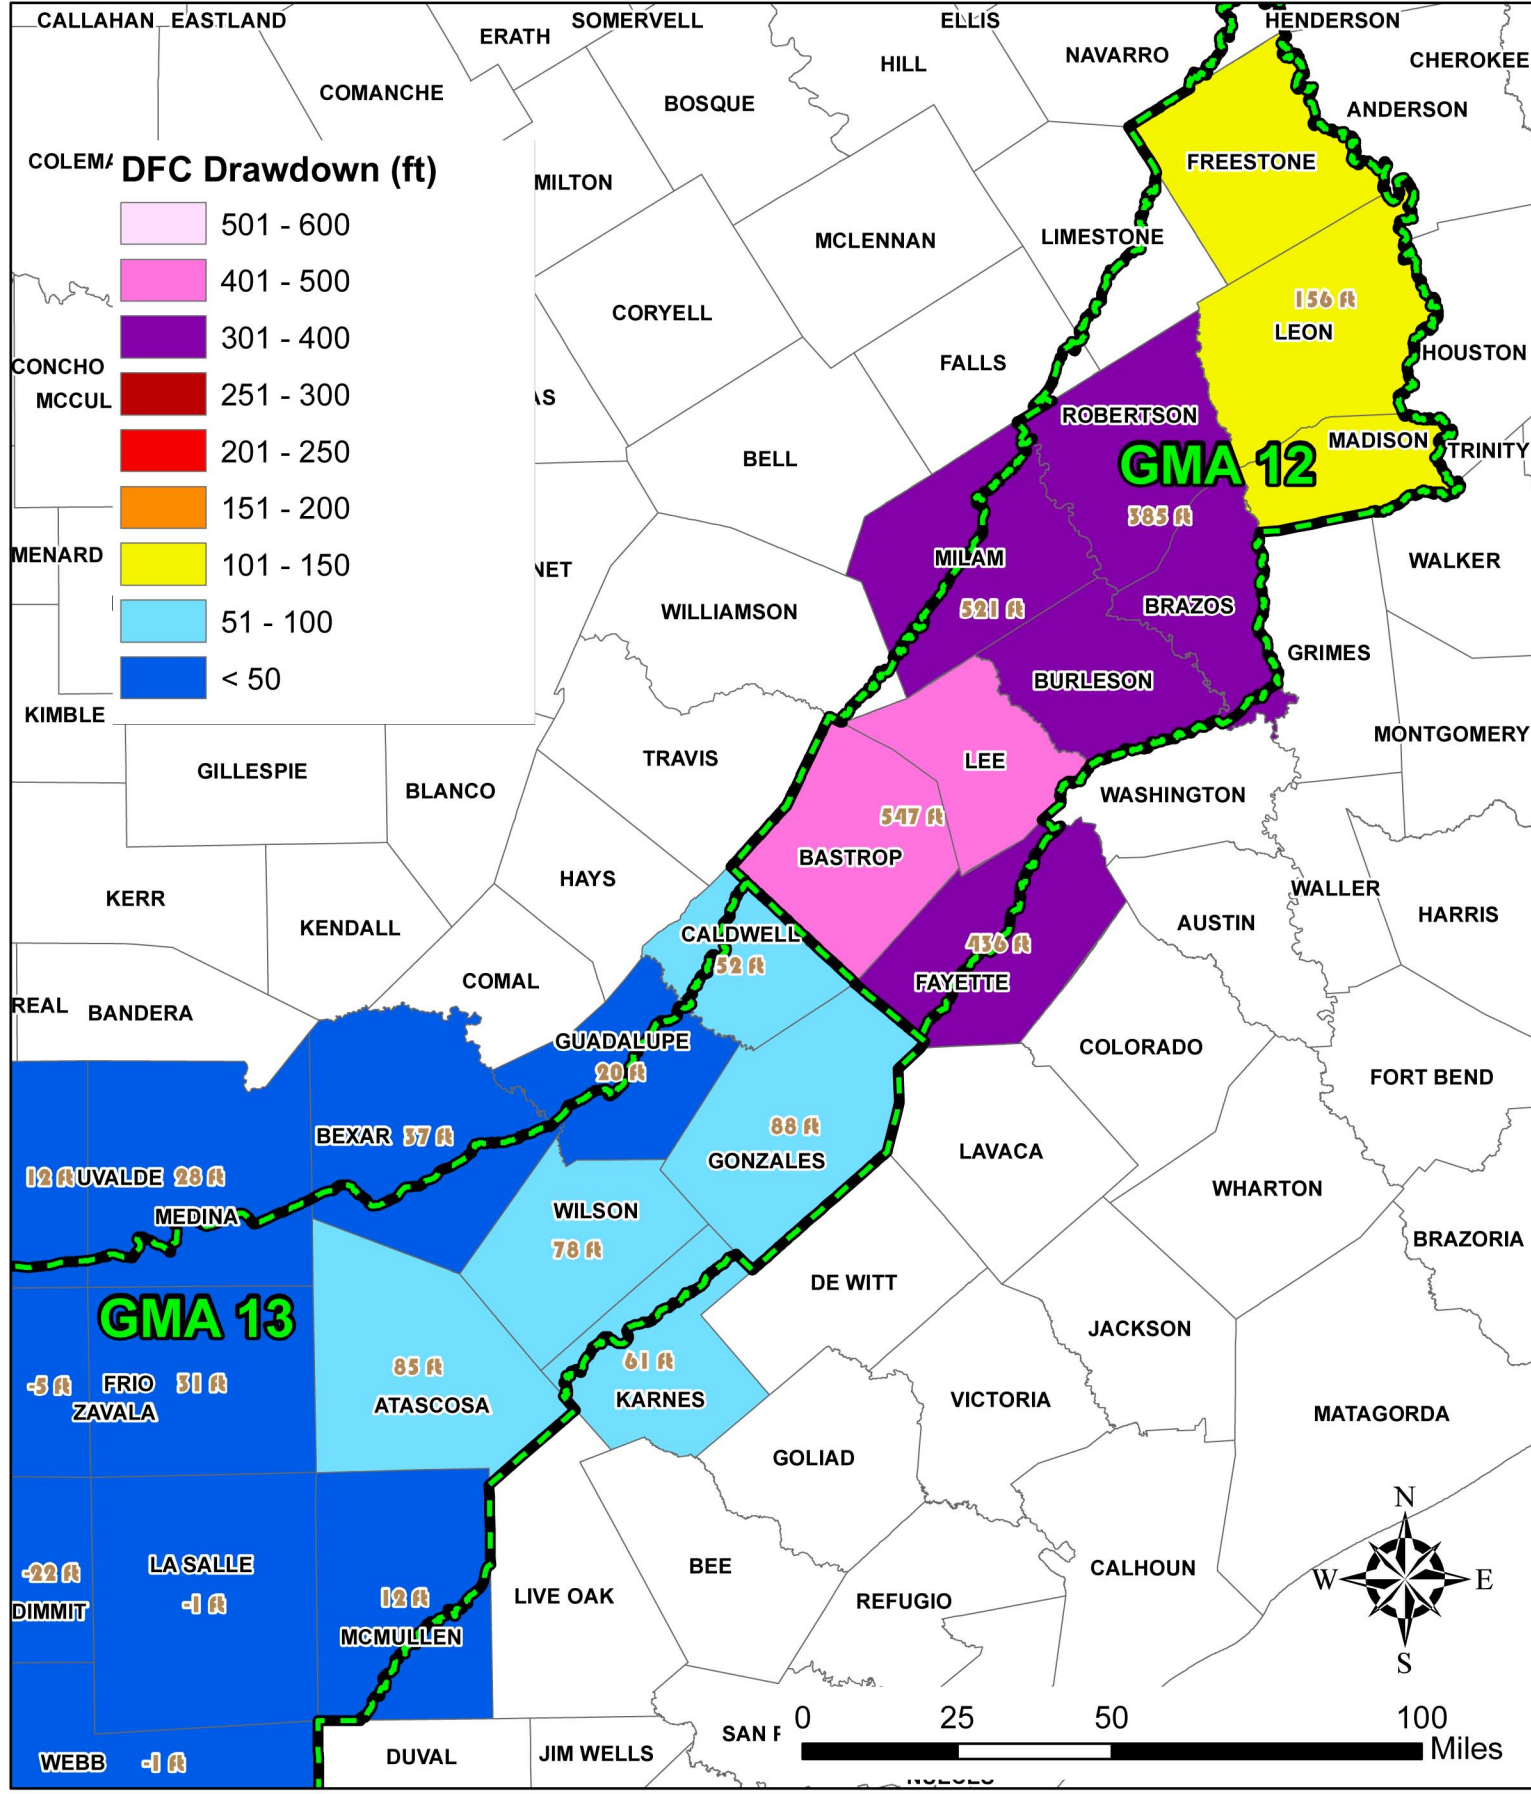 CALLAHAN EASTLAND SOMERVELL ELLIS HENDERSON
ERATH
NAVARRO
CHEROKEE
HILL
COMANCHE
BOSQUE
ANDERSON
COLEMA
FREESTONE
DFC Drawdown (ft)
501 - 600
401 - 500
301 - 400
251 - 300
201 - 250
151 - 200
101 - 150
51 - 100
< 50
MILTON
MCLENNAN
LIMESTONE
156 ft
LEON
CORYELL
HOUSTON
CONCHO
MCCUL
FALLS
AS
ROBERTSON
MADISON
TRINITY
BELL
GMA 12
385 ft
MENARD
NET
MILAM
WALKER
WILLIAMSON
521 ft
BRAZOS
GRIMES
BURLESON
KIMBLE
MONTGOMERY
TRAVIS
LEE
GILLESPIE
BLANCO
WASHINGTON
547 ft
BASTROP
HAYS
WALLER
KERR
HARRIS
AUSTIN
KENDALL
CALDWELL
52 ft
436 ft
FAYETTE
COMAL
REAL BANDERA
GUADALUPE
20 ft
COLORADO
FORT BEND
BEXAR 37 ft
88 ft
GONZALES
LAVACA
12 ft UVALDE 28 ft
MEDINA
WHARTON
WILSON
78 ft
BRAZORIA
DE WITT
GMA 13
JACKSON
85 ft
61 ft
-5 ft FRIO 31 ft
ZAVALA
ATASCOSA
KARNES
VICTORIA
MATAGORDA
GOLIAD
N
W E
S
-22 ft
DIMMIT
LA SALLE
-1 ft
12 ft
MCMULLEN
LIVE OAK
BEE
REFUGIO
CALHOUN
WEBB -1 ft
DUVAL
JIM WELLS
SAN P
0 25 50 100
Miles